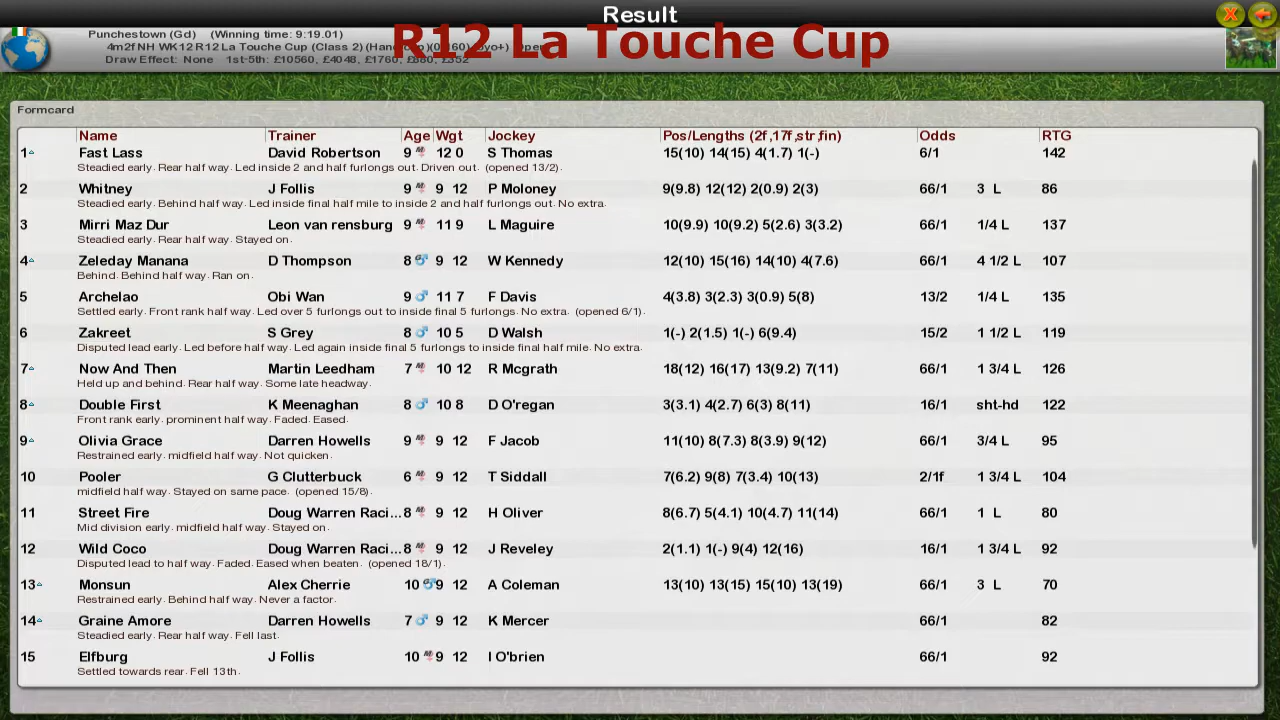 Result
Punchestown (Gd) (Winning time: 9:19.01)
R12 La Touche Cup
4m2f NH WK12 R12 La Touche Cup (Class 2)
Draw Effect: None 1st-5th: £10560, £4048, £1760, £880, £352
Formcard
Name Trainer Age Wgt Jockey Pos/Lengths (2f,17f,str,fin) Odds RTG
1 Fast Lass David Robertson 9 12 0 S Thomas 15(10) 14(15) 4(1.7) 1(-) 6/1 142
Steadied early. Rear half way. Led inside 2 and half furlongs out. Driven out. (opened 13/2).
2 Whitney J Follis 9 9 12 P Moloney 9(9.8) 12(12) 2(0.9) 2(3) 66/1 3 L 86
Steadied early. Behind half way. Led inside final half mile to inside 2 and half furlongs out. No extra.
3 Mirri Maz Dur Leon van rensburg 9 11 9 L Maguire 10(9.9) 10(9.2) 5(2.6) 3(3.2) 66/1 1/4 L 137
Steadied early. Rear half way. Stayed on.
4 Zeleday Manana D Thompson 8 9 12 W Kennedy 12(10) 15(16) 14(10) 4(7.6) 66/1 4 1/2 L 107
Behind. Behind half way. Ran on.
5 Archelao Obi Wan 9 11 7 F Davis 4(3.8) 3(2.3) 3(0.9) 5(8) 13/2 1/4 L 135
Settled early. Front rank half way. Led over 5 furlongs out to inside final 5 furlongs. No extra. (opened 6/1).
6 Zakreet S Grey 8 10 5 D Walsh 1(-) 2(1.5) 1(-) 6(9.4) 15/2 1 1/2 L 119
Disputed lead early. Led before half way. Led again inside final 5 furlongs to inside final half mile. No extra.
7 Now And Then Martin Leedham 7 10 12 R Mcgrath 18(12) 16(17) 13(9.2) 7(11) 66/1 1 3/4 L 126
Held up and behind. Rear half way. Some late headway.
8 Double First K Meenaghan 8 10 8 D O'regan 3(3.1) 4(2.7) 6(3) 8(11) 16/1 sht-hd 122
Front rank early. prominent half way. Faded. Eased.
9 Olivia Grace Darren Howells 9 9 12 F Jacob 11(10) 8(7.3) 8(3.9) 9(12) 66/1 3/4 L 95
Restrained early. midfield half way. Not quicken.
10 Pooler G Clutterbuck 6 9 12 T Siddall 7(6.2) 9(8) 7(3.4) 10(13) 2/1f 1 3/4 L 104
midfield half way. Stayed on same pace. (opened 15/8).
11 Street Fire Doug Warren Raci... 8 9 12 H Oliver 8(6.7) 5(4.1) 10(4.7) 11(14) 66/1 1 L 80
Mid division early. midfield half way. Stayed on.
12 Wild Coco Doug Warren Raci... 8 9 12 J Reveley 2(1.1) 1(-) 9(4) 12(16) 16/1 1 3/4 L 92
Disputed lead to half way. Faded. Eased when beaten. (opened 18/1).
13 Monsun Alex Cherrie 10 9 12 A Coleman 13(10) 13(15) 15(10) 13(19) 66/1 3 L 70
Restrained early. Behind half way. Never a factor.
14 Graine Amore Darren Howells 7 9 12 K Mercer 66/1 82
Steadied early. Rear half way. Fell last.
15 Elfburg J Follis 10 9 12 I O'brien 66/1 92
Settled towards rear. Fell 13th.